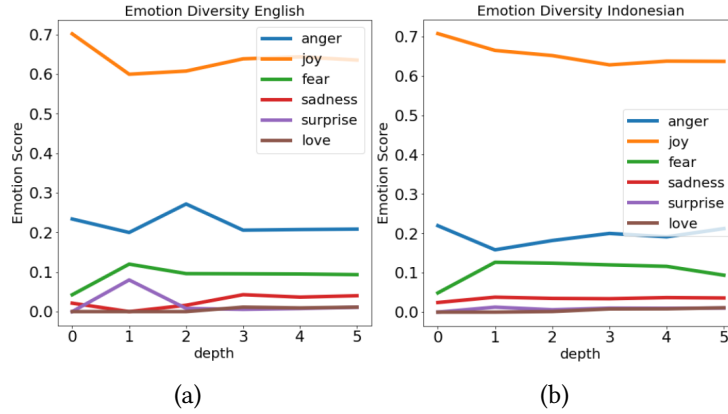 Emotion Diversity English
Emotion Score
0.7
0.6
0.5
0.4
0.3
0.2
0.1
0.0
anger
joy
fear
sadness
surprise
love
0 1 2 3 4 5
depth
(a)
Emotion Diversity Indonesian
Emotion Score
0.7
0.6
0.5
0.4
0.3
0.2
0.1
0.0
anger
joy
fear
sadness
surprise
love
0 1 2 3 4 5
depth
(b)